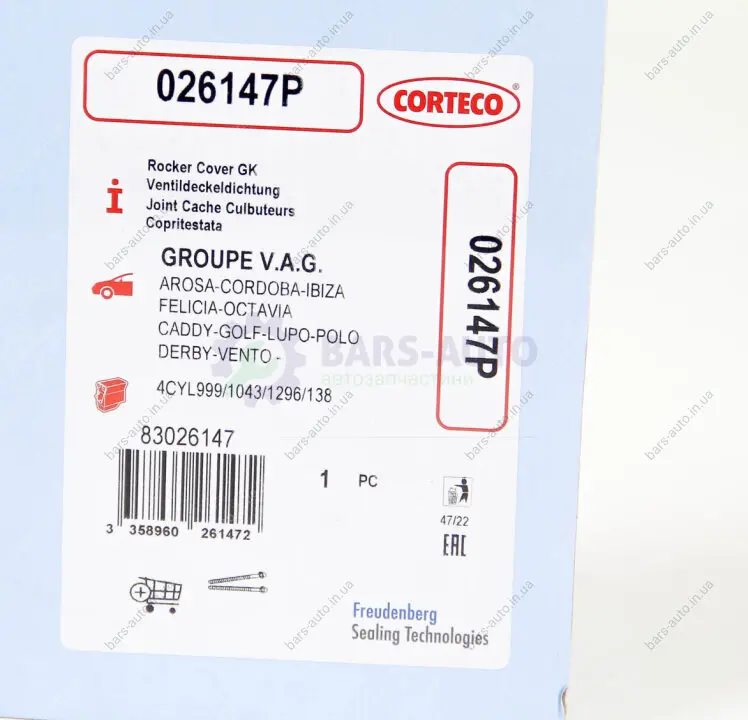 026147P
CORTECO®
Rocker Cover GK
Ventildeckeldichtung
Joint Cache Culbuteurs
Copritestata
026147P
GROUPE V.A.G.
AROSA-CORDOBA-IBIZA
FELICIA-OCTAVIA
CADDY-GOLF-LUPO-POLO
DERBY-VENTO -
BARS-AUTO
автозапчастини
4CYL999/1043/1296/138
83026147
1 PC
3 358960 261472
47/22
EAC
Freudenberg
Sealing Technologies
bars-auto.in.ua